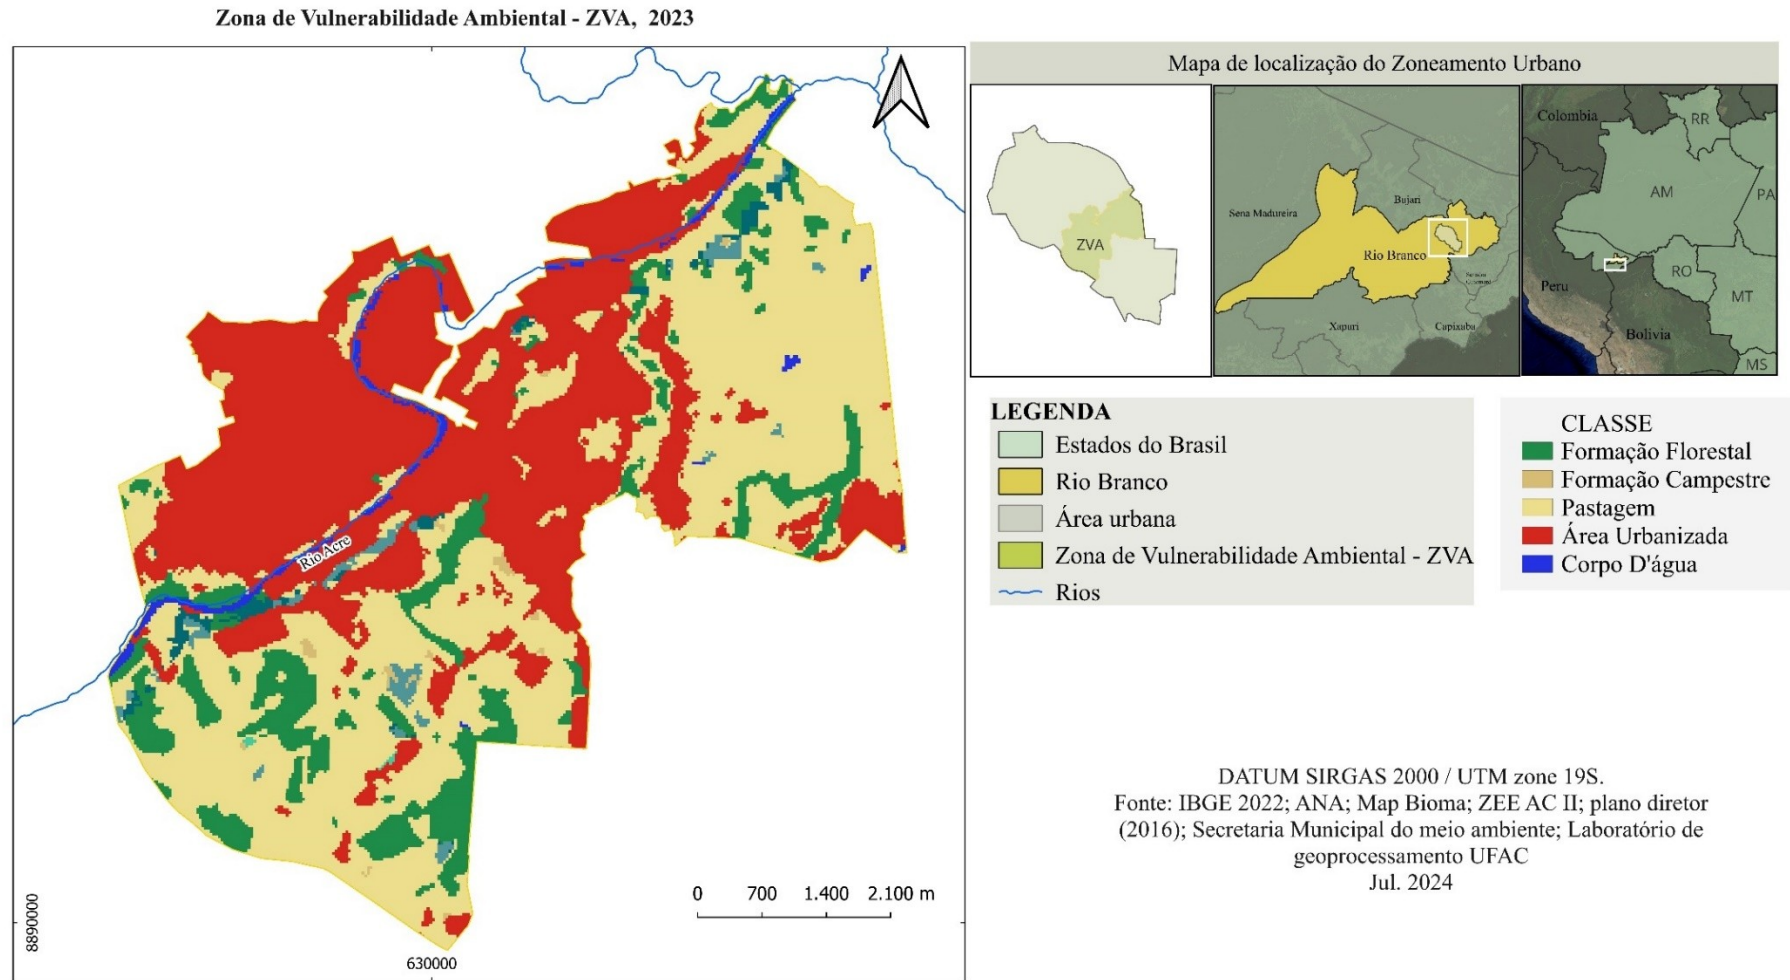 Zona de Vulnerabilidade Ambiental - ZVA, 2023
Rio Acre
0 700 1.400 2.100 m
8890000
630000
Mapa de localização do Zoneamento Urbano
ZVA
Sena Madureira
Bujari
Rio Branco
Xapuri
Capixaba
Colombia
RR
AM
PA
RO
MT
Peru
Bolivia
MS
LEGENDA
Estados do Brasil
Rio Branco
Área urbana
Zona de Vulnerabilidade Ambiental - ZVA
Rios
CLASSE
Formação Florestal
Formação Campestre
Pastagem
Área Urbanizada
Corpo D'água
DATUM SIRGAS 2000 / UTM zone 19S.
Fonte: IBGE 2022; ANA; Map Bioma; ZEE AC II; plano diretor
(2016); Secretaria Municipal do meio ambiente; Laboratório de
geoprocessamento UFAC
Jul. 2024